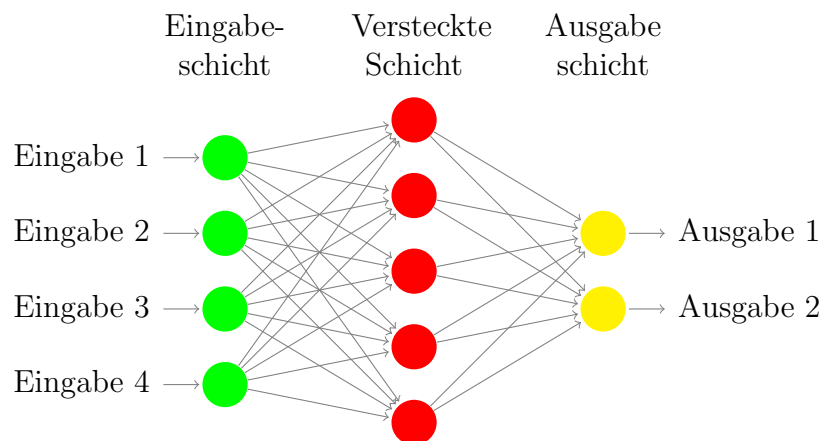 Eingabe-
schicht
Versteckte
Schicht
Ausgabe
schicht
Eingabe 1
Eingabe 2
Eingabe 3
Eingabe 4
Ausgabe 1
Ausgabe 2